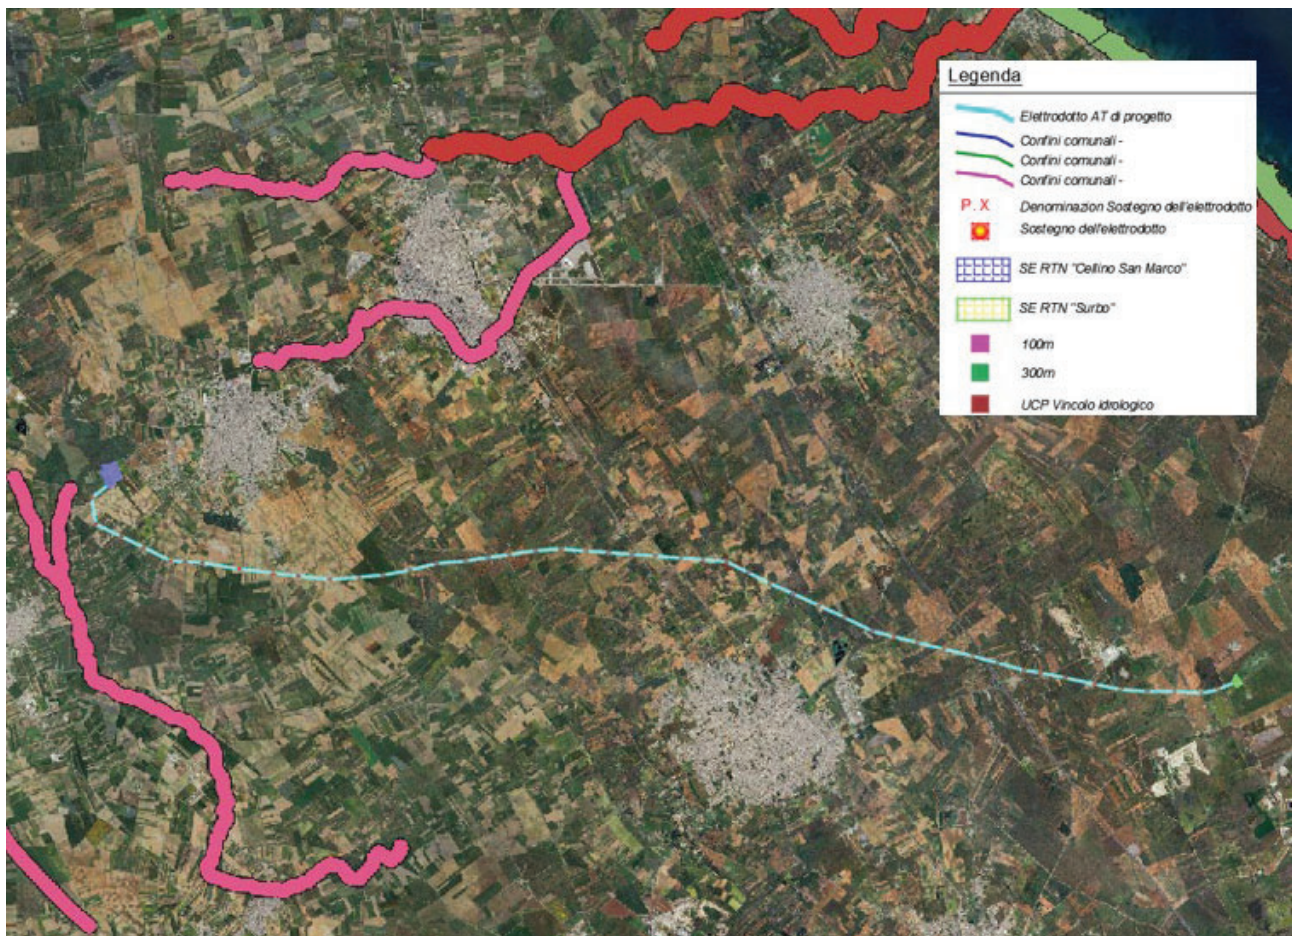 Legenda
Elettrodotto AT di progetto
Confini comunali -
Confini comunali -
Confini comunali -
P.X Denominazion Sostegno dell'elettrodotto
Sostegno dell'elettrodotto
SE RTN "Cellino San Marco"
SE RTN "Surbo"
100m
300m
UCP Vincolo Idrologico